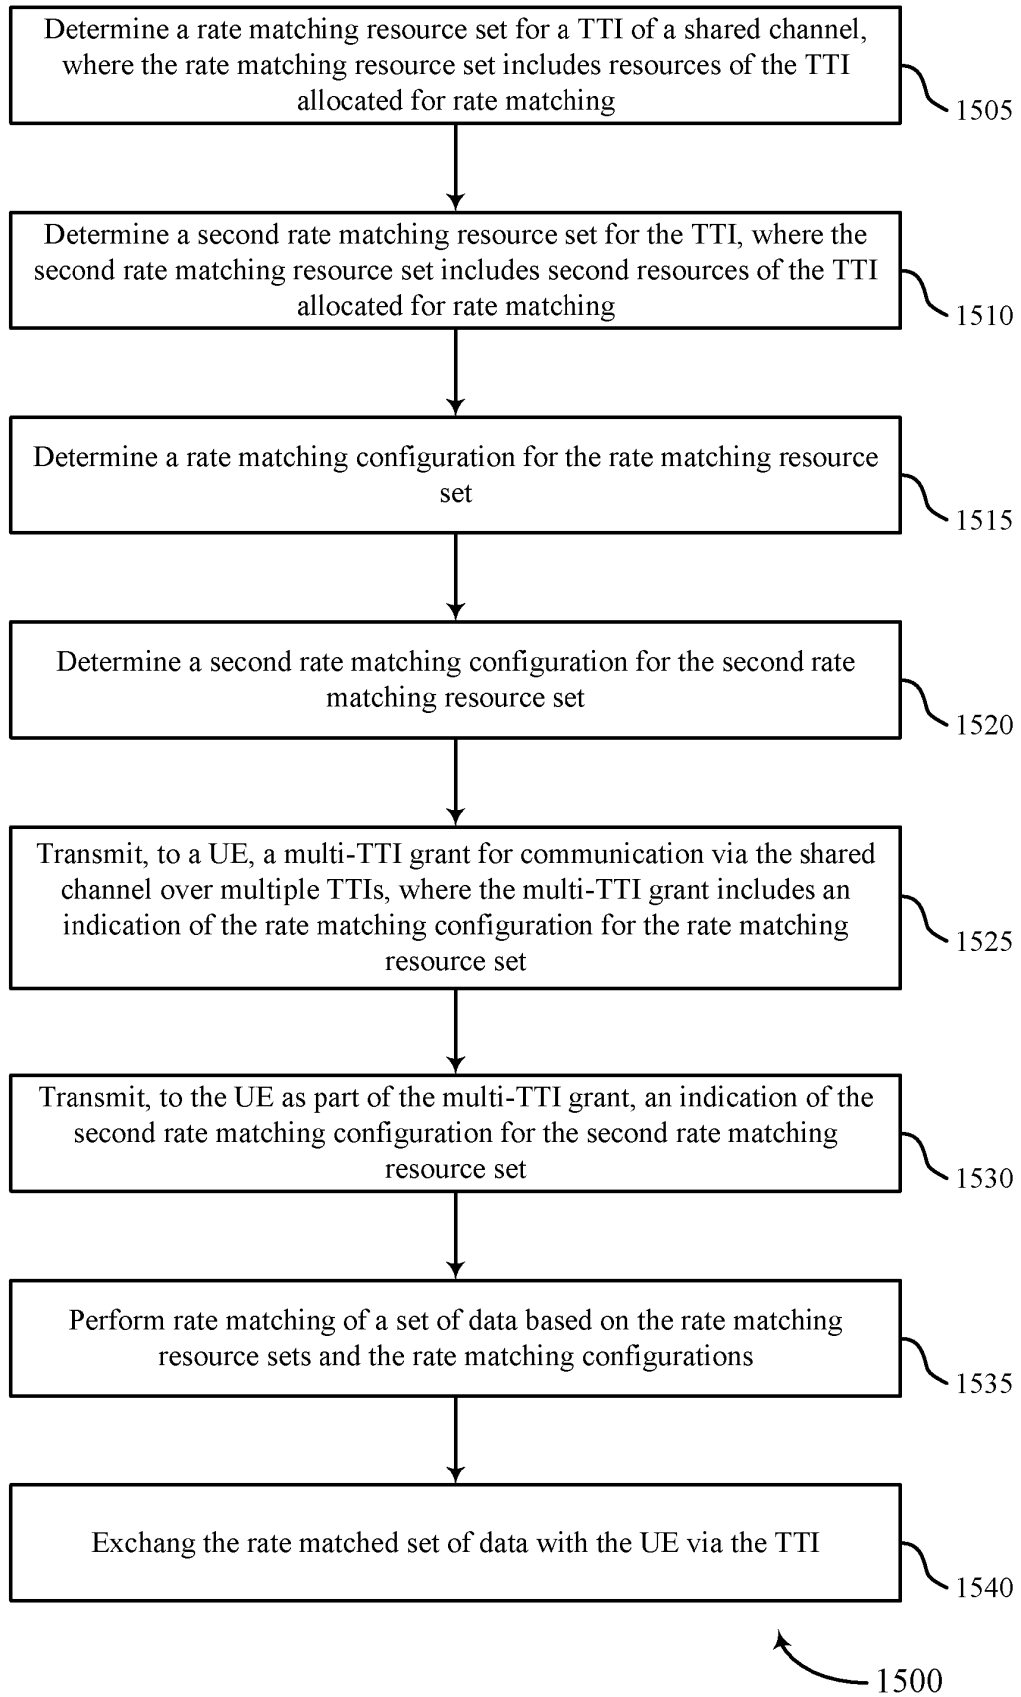 Determine a rate matching resource set for a TTI of a shared channel,
where the rate matching resource set includes resources of the TTI
allocated for rate matching
1505
Determine a second rate matching resource set for the TTI, where the
second rate matching resource set includes second resources of the TTI
allocated for rate matching
1510
Determine a rate matching configuration for the rate matching resource
set
1515
Determine a second rate matching configuration for the second rate
matching resource set
1520
Transmit, to a UE, a multi-TTI grant for communication via the shared
channel over multiple TTIs, where the multi-TTI grant includes an
indication of the rate matching configuration for the rate matching
resource set
1525
Transmit, to the UE as part of the multi-TTI grant, an indication of the
second rate matching configuration for the second rate matching
resource set
1530
Perform rate matching of a set of data based on the rate matching
resource sets and the rate matching configurations
1535
Exchang the rate matched set of data with the UE via the TTI
1540
1500